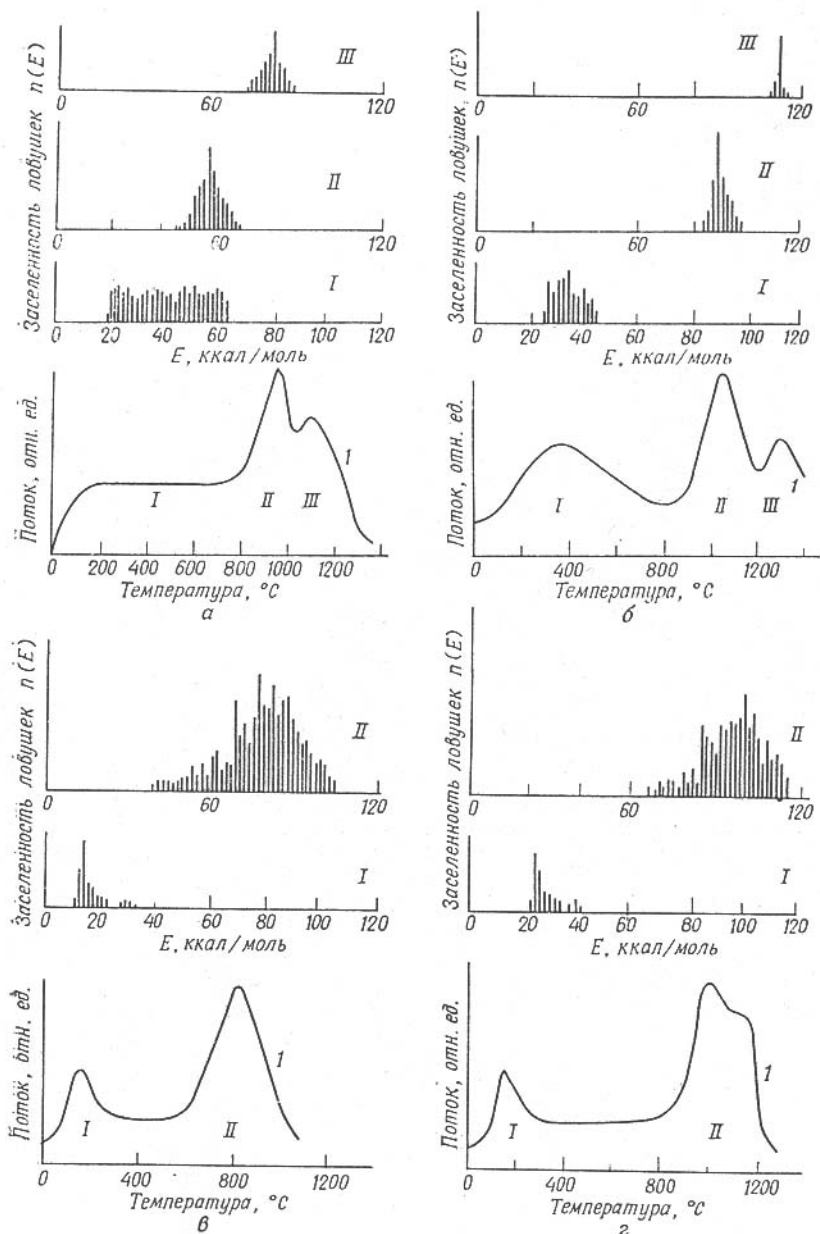 Заселенность ловушек n(E)
III
0 60 120
II
0 60 120
I
0 20 40 60 80 100 120
E, ккал/моль
Поток, отн. ед.
I II III 1
0 200 400 600 800 1000 1200
Температура, °C
а
Заселенность ловушек, n(E)
III
0 60 120
II
0 60 120
I
0 20 40 60 80 100 120
E, ккал/моль
Поток, отн. ед.
I II III 1
0 400 800 1200
Температура, °C
б
Заселенность ловушек n(E)
II
0 60 120
I
0 20 40 60 80 100 120
E, ккал/моль
Поток, отн. ед.
I II 1
0 400 800 1200
Температура, °C
в
Заселенность ловушек n(E)
II
0 60 120
I
0 20 40 60 80 100 120
E, ккал/моль
Поток, отн. ед.
I II 1
0 400 800 1200
Температура, °C
г